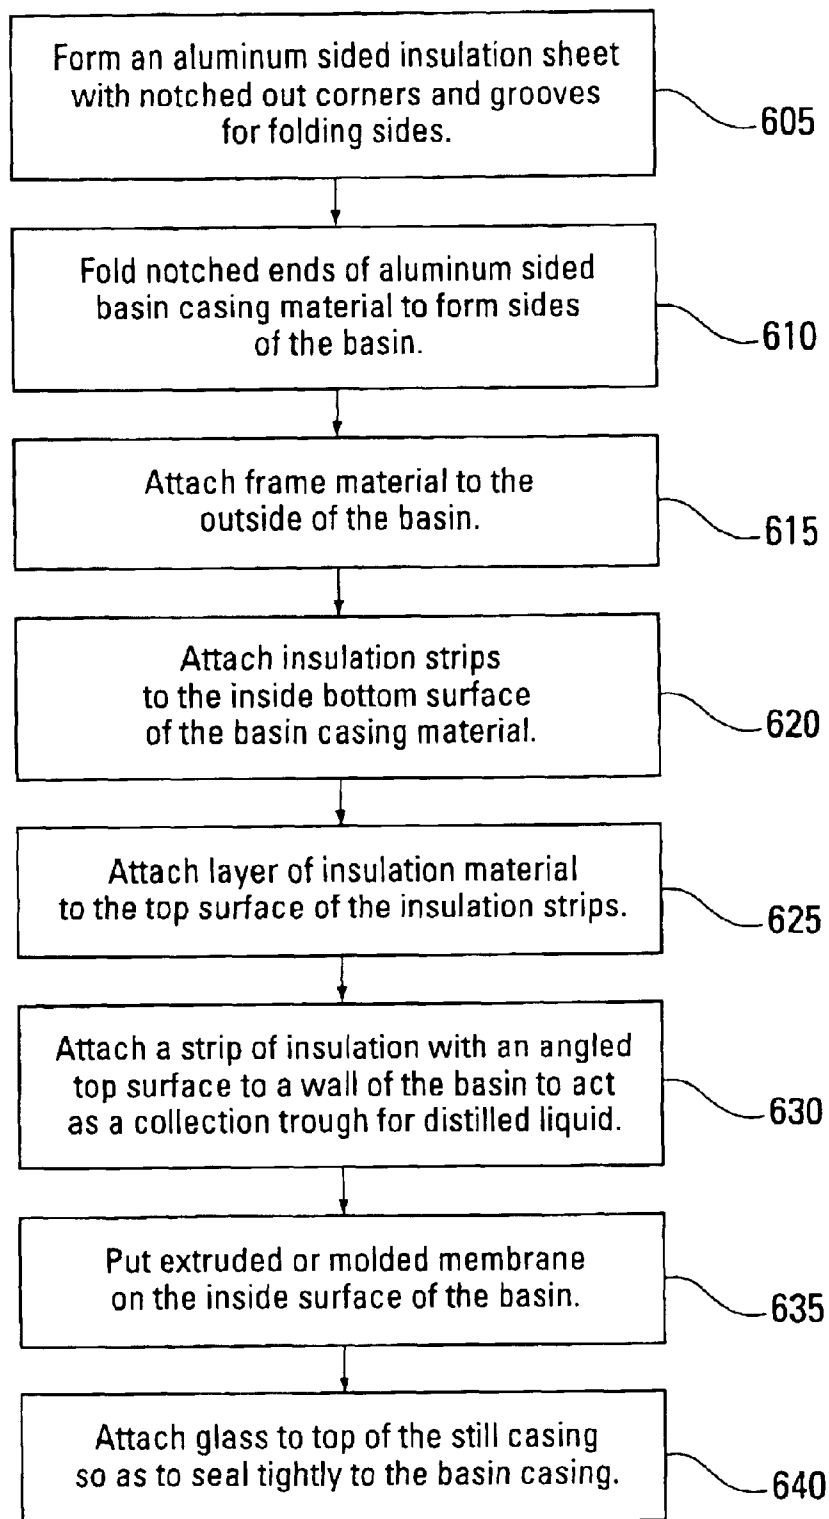 Form an aluminum sided insulation sheet
with notched out corners and grooves
for folding sides.
605
Fold notched ends of aluminum sided
basin casing material to form sides
of the basin.
610
Attach frame material to the
outside of the basin.
615
Attach insulation strips
to the inside bottom surface
of the basin casing material.
620
Attach layer of insulation material
to the top surface of the insulation strips.
625
Attach a strip of insulation with an angled
top surface to a wall of the basin to act
as a collection trough for distilled liquid.
630
Put extruded or molded membrane
on the inside surface of the basin.
635
Attach glass to top of the still casing
so as to seal tightly to the basin casing.
640